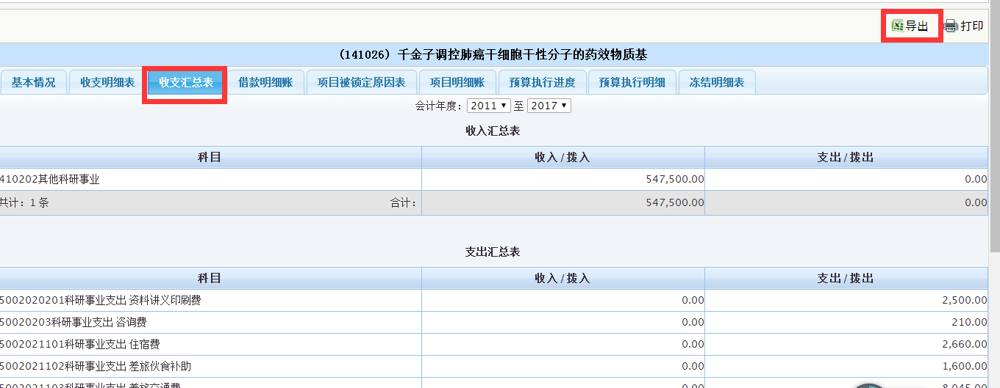 导出 打印
(141026) 千金子调控肺癌干细胞干性分子的药效物质基
基本情况 收支明细表 收支汇总表 借款明细账 项目被锁定原因表 项目明细账 预算执行进度 预算执行明细 冻结明细表
会计年度: 2011 至 2017
收入汇总表
科目 收入/拨入 支出/拨出
410202其他科研事业 547,500.00 0.00
共计: 1 条 合计: 547,500.00 0.00
支出汇总表
科目 收入/拨入 支出/拨出
5002020201科研事业支出 资料讲义印刷费 0.00 2,500.00
50020203科研事业支出 咨询费 0.00 210.00
5002021101科研事业支出 住宿费 0.00 2,660.00
5002021102科研事业支出 差旅伙食补助 0.00 1,600.00
5002021103科研事业支出 差旅交通费 0.00 8,045.00